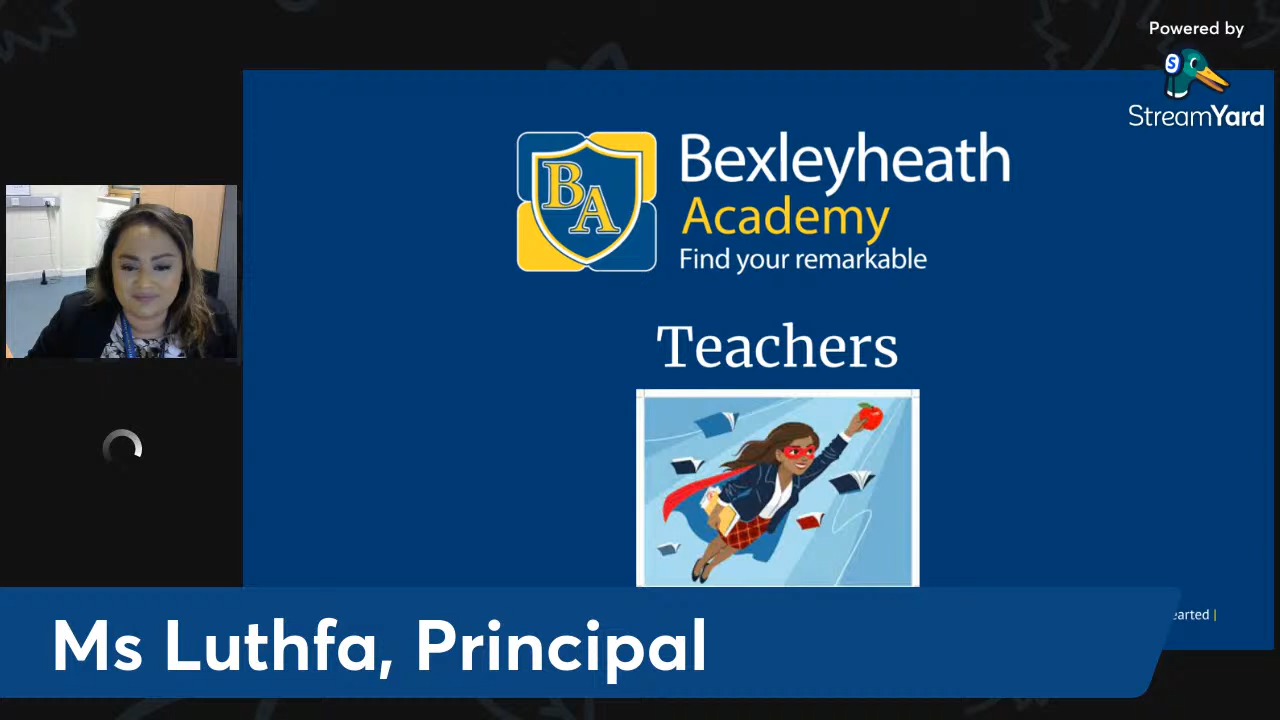 Powered by
S
StreamYard
BA
Bexleyheath
Academy
Find your remarkable
Teachers
earted |
Ms Luthfa, Principal